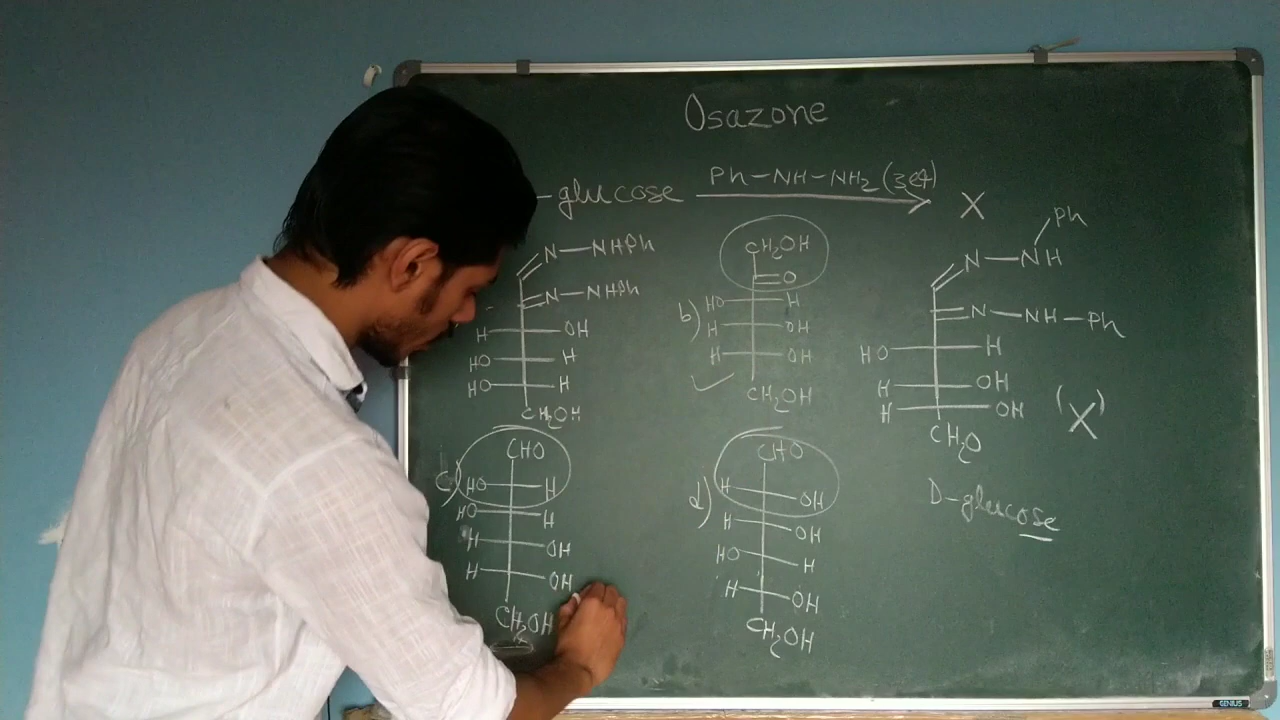 Osazone
-glucose Ph-NH-NH2 (3eq) X
N-NHPh
=N-NHPh
H OH
HO H
HO H
CH2OH
b) CH2OH
=O
HO H
H OH
H OH
CH2OH
Ph
N-NH
=N-NH-Ph
HO H
H OH
H OH
CH2O
(X)
D-glucose
c) CHO
HO H
HO H
H OH
H OH
CH2OH
d) CHO
H OH
H OH
HO H
H OH
CH2OH
GENIUS